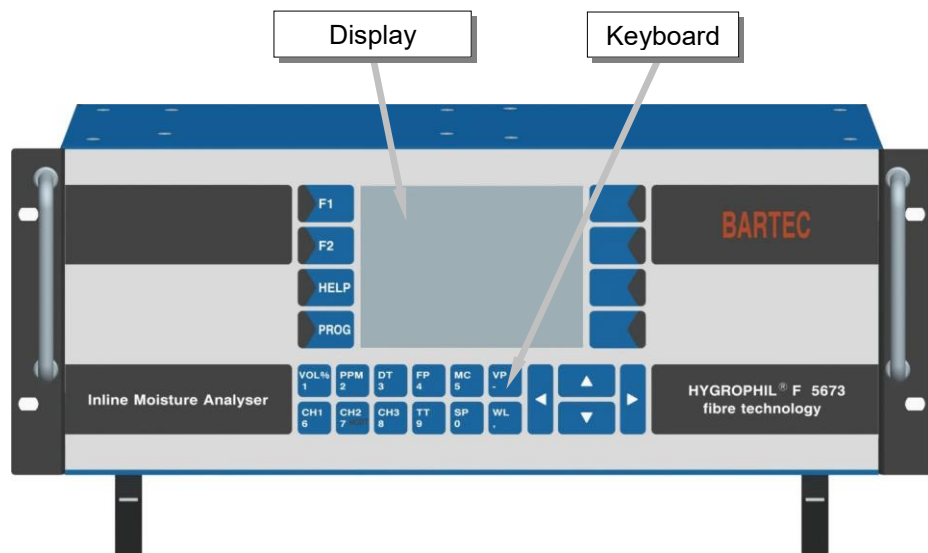 Display
Keyboard
F1
F2
HELP
PROG
BARTEC
Inline Moisture Analyser
VOL% PPM DT FP MC VP
1 2 3 4 5 -
CH1 CH2 CH3 TT SP WL
6 7 8 9 0 .
HYGROPHIL® F 5673
fibre technology